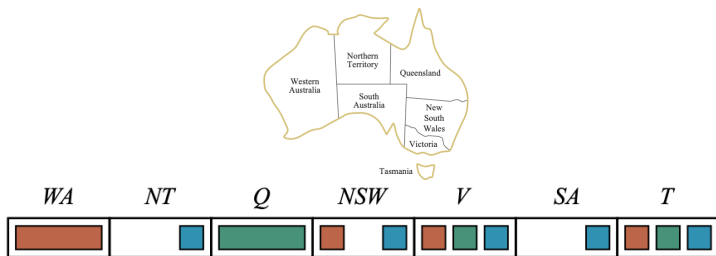 Northern
Territory
Western
Australia
Queensland
South
Australia
New
South
Wales
Victoria
Tasmania
WA NT Q NSW V SA T